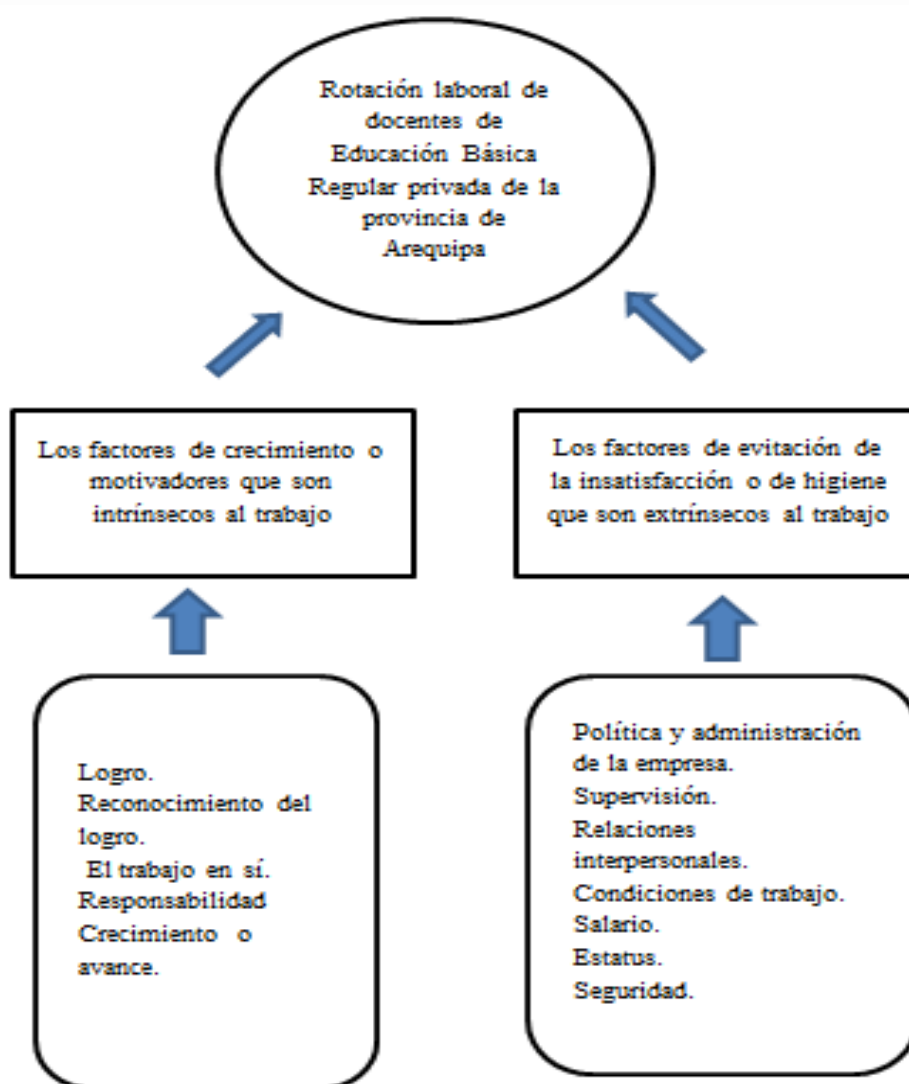 Rotación laboral de
docentes de
Educación Básica
Regular privada de la
provincia de
Arequipa
Los factores de crecimiento o
motivadores que son
intrínsecos al trabajo
Los factores de evitación de
la insatisfacción o de higiene
que son extrínsecos al trabajo
Logro.
Reconocimiento del
logro.
El trabajo en sí.
Responsabilidad
Crecimiento o
avance.
Política y administración
de la empresa.
Supervisión.
Relaciones
interpersonales.
Condiciones de trabajo.
Salario.
Estatus.
Seguridad.